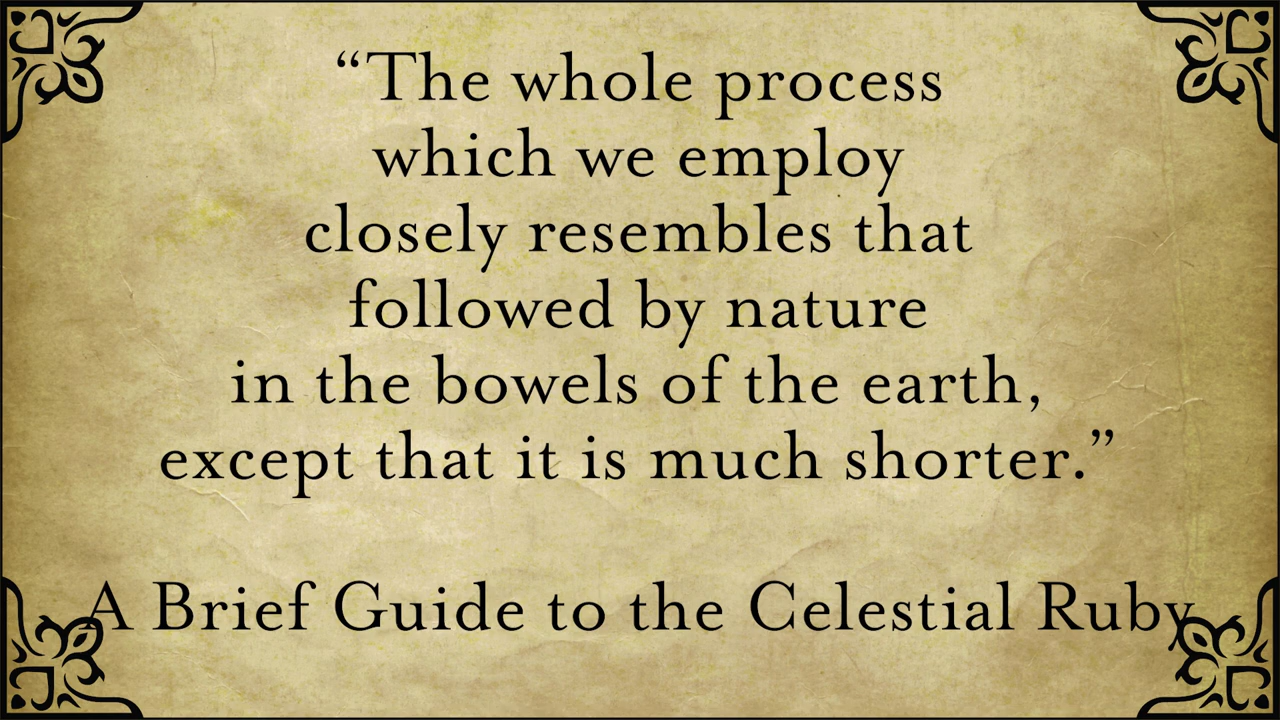 “The whole process
which we employ
closely resembles that
followed by nature
in the bowels of the earth,
except that it is much shorter.”
A Brief Guide to the Celestial Ruby